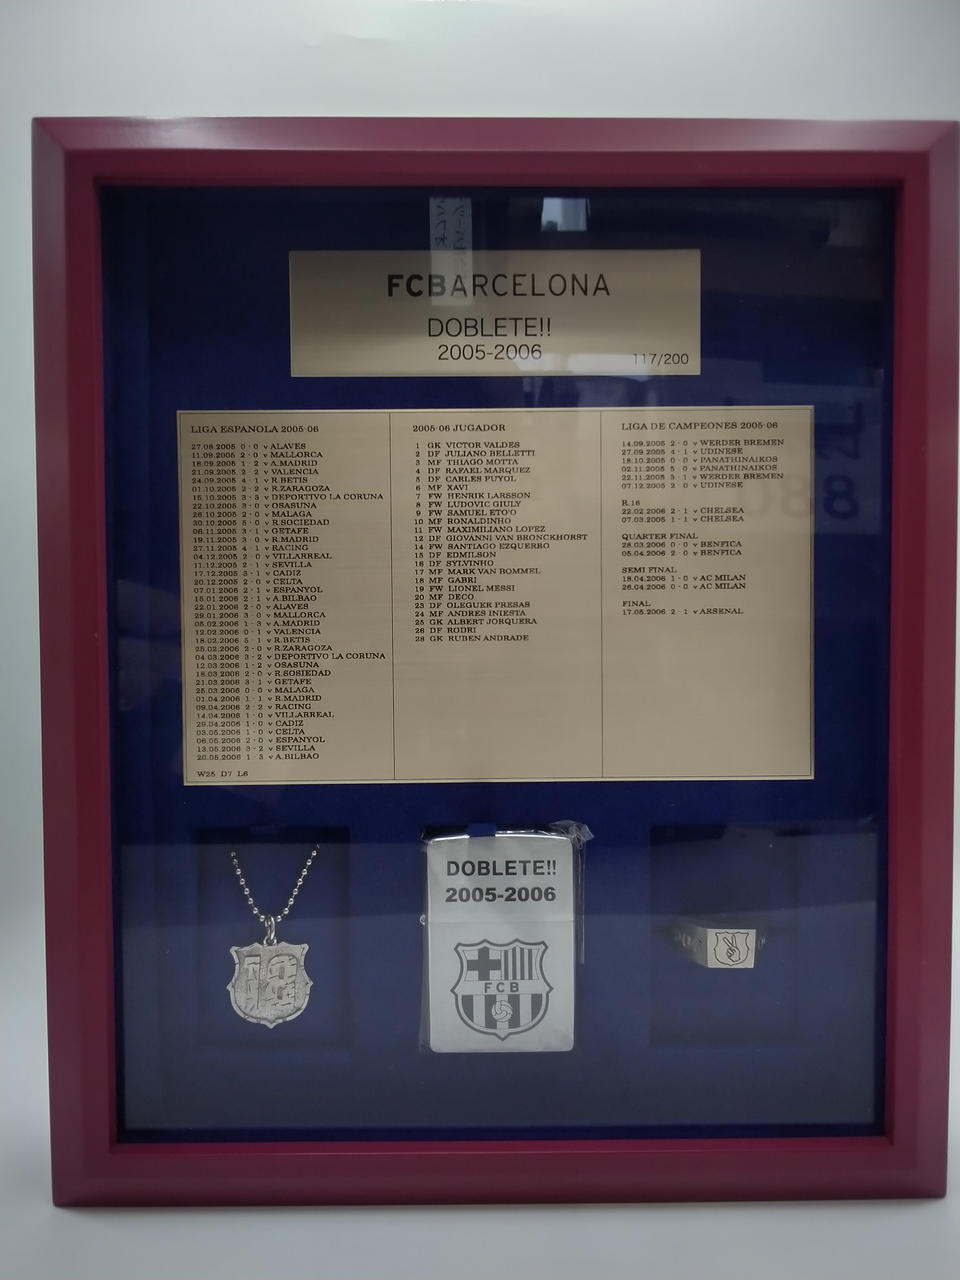 FCBARCELONA
DOBLETE!!
2005-2006
117/200
LIGA ESPANOLA 2005-06
27.08.2005 0-0 v ALAVES
11.09.2005 2-0 v MALLORCA
18.09.2005 1-2 v A.MADRID
21.09.2005 2-2 v VALENCIA
24.09.2005 4-1 v R.BETIS
01.10.2005 2-2 v R.ZARAGOZA
15.10.2005 3-3 v DEPORTIVO LA CORUNA
22.10.2005 3-0 v OSASUNA
26.10.2005 2-0 v MALAGA
30.10.2005 5-0 v R.SOCIEDAD
06.11.2005 3-1 v GETAFE
19.11.2005 3-0 v R.MADRID
27.11.2005 4-1 v RACING
04.12.2005 2-0 v VILLARREAL
11.12.2005 2-1 v SEVILLA
17.12.2005 3-1 v CADIZ
20.12.2005 2-0 v CELTA
07.01.2006 2-1 v ESPANYOL
15.01.2006 2-1 v A.BILBAO
22.01.2006 2-0 v ALAVES
29.01.2006 3-0 v MALLORCA
05.02.2006 1-3 v A.MADRID
12.02.2006 0-1 v VALENCIA
18.02.2006 5-1 v R.BETIS
25.02.2006 2-0 v R.ZARAGOZA
04.03.2006 3-2 v DEPORTIVO LA CORUNA
12.03.2006 1-2 v OSASUNA
18.03.2006 2-0 v R.SOSIEDAD
21.03.2006 3-1 v GETAFE
25.03.2006 0-0 v MALAGA
01.04.2006 1-1 v R.MADRID
09.04.2006 2-2 v RACING
14.04.2006 1-0 v VILLARREAL
29.04.2006 1-0 v CADIZ
03.05.2006 1-0 v CELTA
06.05.2006 2-0 v ESPANYOL
13.05.2006 3-2 v SEVILLA
20.05.2006 1-3 v A.BILBAO
W25 D7 L6
2005-06 JUGADOR
1 GK VICTOR VALDES
2 DF JULIANO BELLETTI
3 MF THIAGO MOTTA
4 DF RAFAEL MARQUEZ
5 DF CARLES PUYOL
6 MF XAVI
7 FW HENRIK LARSSON
8 FW LUDOVIC GIULY
9 FW SAMUEL ETO'O
10 MF RONALDINHO
11 FW MAXIMILIANO LOPEZ
12 DF GIOVANNI VAN BRONCKHORST
14 FW SANTIAGO EZQUERRO
15 DF EDMILSON
16 DF SYLVINHO
17 MF MARK VAN BOMMEL
18 MF GABRI
19 FW LIONEL MESSI
20 MF DECO
23 DF OLEGUER PRESAS
24 MF ANDRES INIESTA
25 GK ALBERT JORQUERA
26 DF RODRI
28 GK RUBEN ANDRADE
LIGA DE CAMPEONES 2005-06
14.09.2005 2-0 v WERDER BREMEN
27.09.2005 4-1 v UDINESE
18.10.2005 0-0 v PANATHINAIKOS
02.11.2005 5-0 v PANATHINAIKOS
22.11.2005 3-1 v WERDER BREMEN
07.12.2005 2-0 v UDINESE
R.16
22.02.2006 2-1 v CHELSEA
07.03.2005 1-1 v CHELSEA
QUARTER FINAL
28.03.2006 0-0 v BENFICA
05.04.2006 2-0 v BENFICA
SEMI FINAL
18.04.2006 1-0 v AC MILAN
26.04.2006 0-0 v AC MILAN
FINAL
17.05.2006 2-1 v ARSENAL
DOBLETE!!
2005-2006
FCB